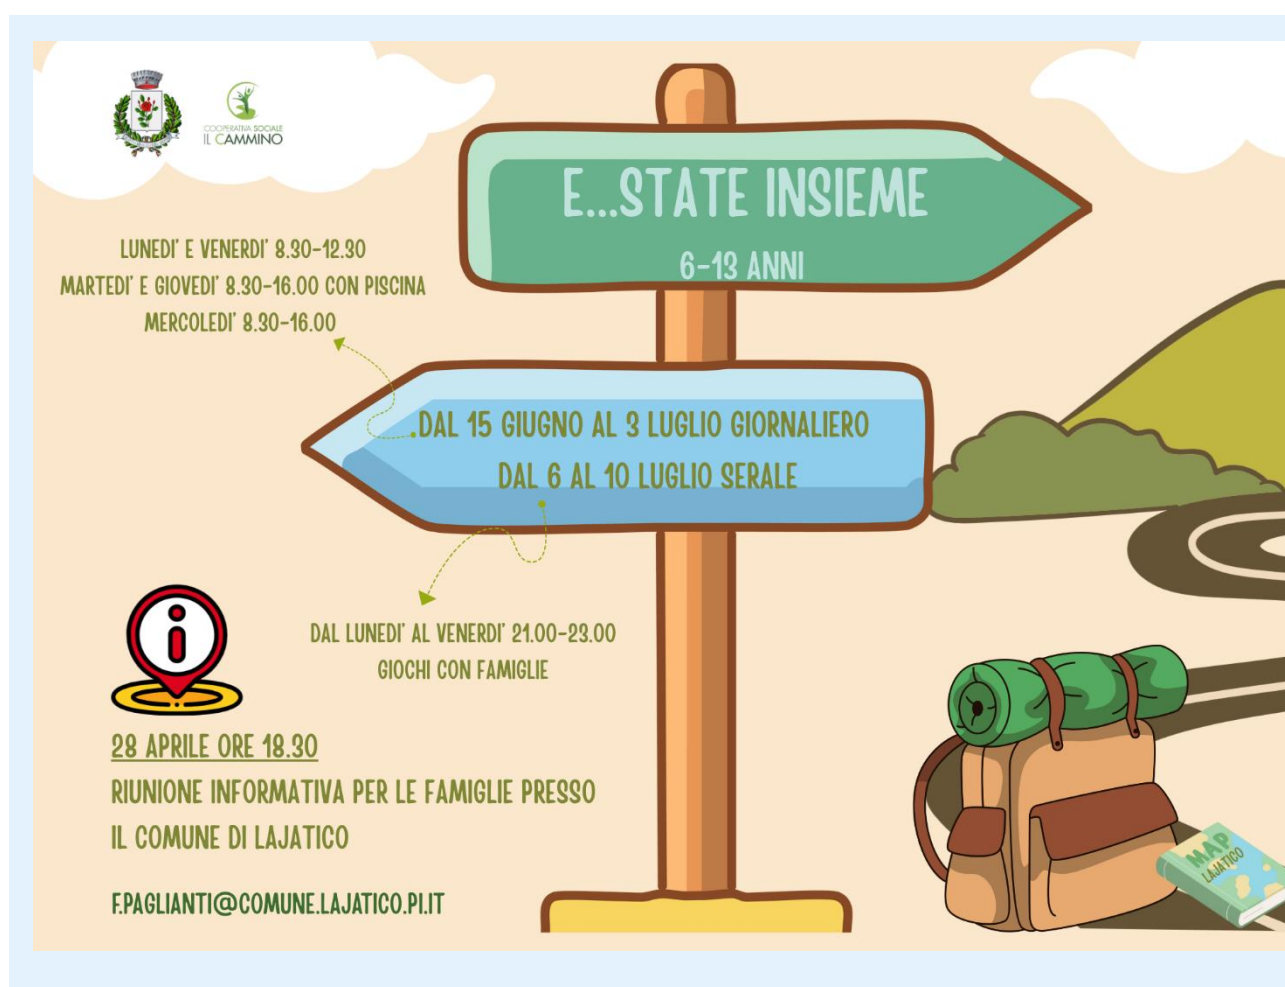 COOPERATIVA SOCIALE
IL CAMMINO
E...STATE INSIEME
6-13 ANNI
LUNEDI' E VENERDI' 8.30-12.30
MARTEDI' E GIOVEDI' 8.30-16.00 CON PISCINA
MERCOLEDI' 8.30-16.00
DAL 15 GIUGNO AL 3 LUGLIO GIORNALIERO
DAL 6 AL 10 LUGLIO SERALE
DAL LUNEDI' AL VENERDI' 21.00-23.00
GIOCHI CON FAMIGLIE
28 APRILE ORE 18.30
RIUNIONE INFORMATIVA PER LE FAMIGLIE PRESSO
IL COMUNE DI LAJATICO
F.PAGLIANTI@COMUNE.LAJATICO.PI.IT
MAP
LAJATICO